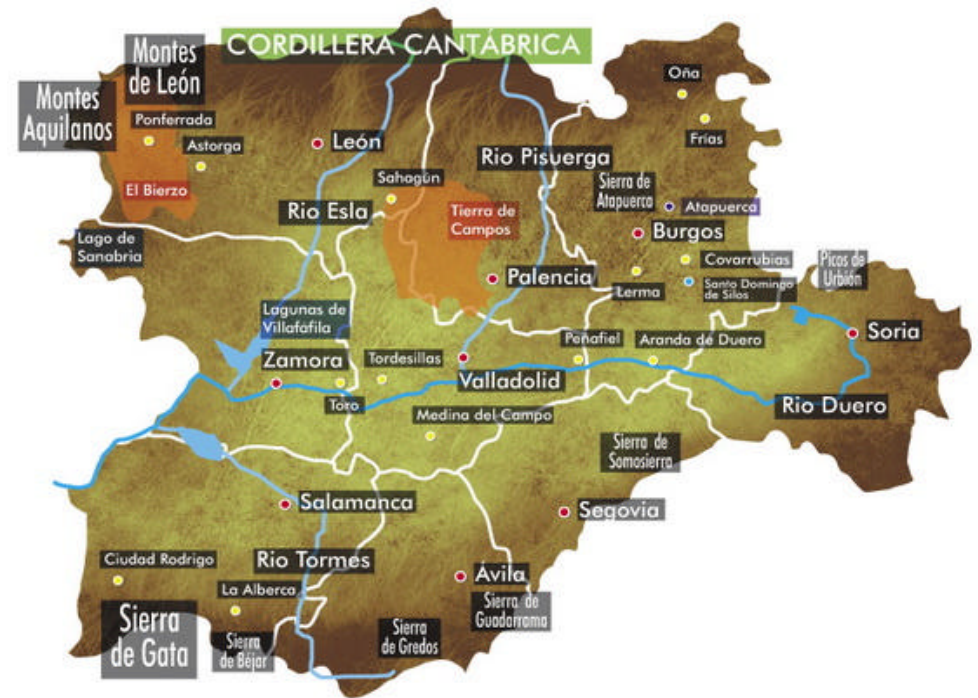 CORDILLERA CANTÁBRICA
Montes
de León
Montes
Aquilanos
Oña
Ponferrada
Frías
León
Astorga
Rio Pisuerga
Sahagún
Sierra de
Atapuerca
El Bierzo
Rio Esla
Tierra de
Campos
Atapuerca
Burgos
Lago de
Sanabria
Covarrubias
Picos de
Urbión
Palencia
Lerma
Santo Domingo
de Silos
Lagunas de
Villafáfila
Soria
Peñafiel
Aranda de Duero
Zamora
Tordesillas
Valladolid
Toro
Rio Duero
Medina del Campo
Sierra de
Somosierra
Salamanca
Segovia
Ciudad Rodrigo
Rio Tormes
Ávila
La Alberca
Sierra de
Guadarrama
Sierra
de Gata
Sierra
de Béjar
Sierra
de Gredos